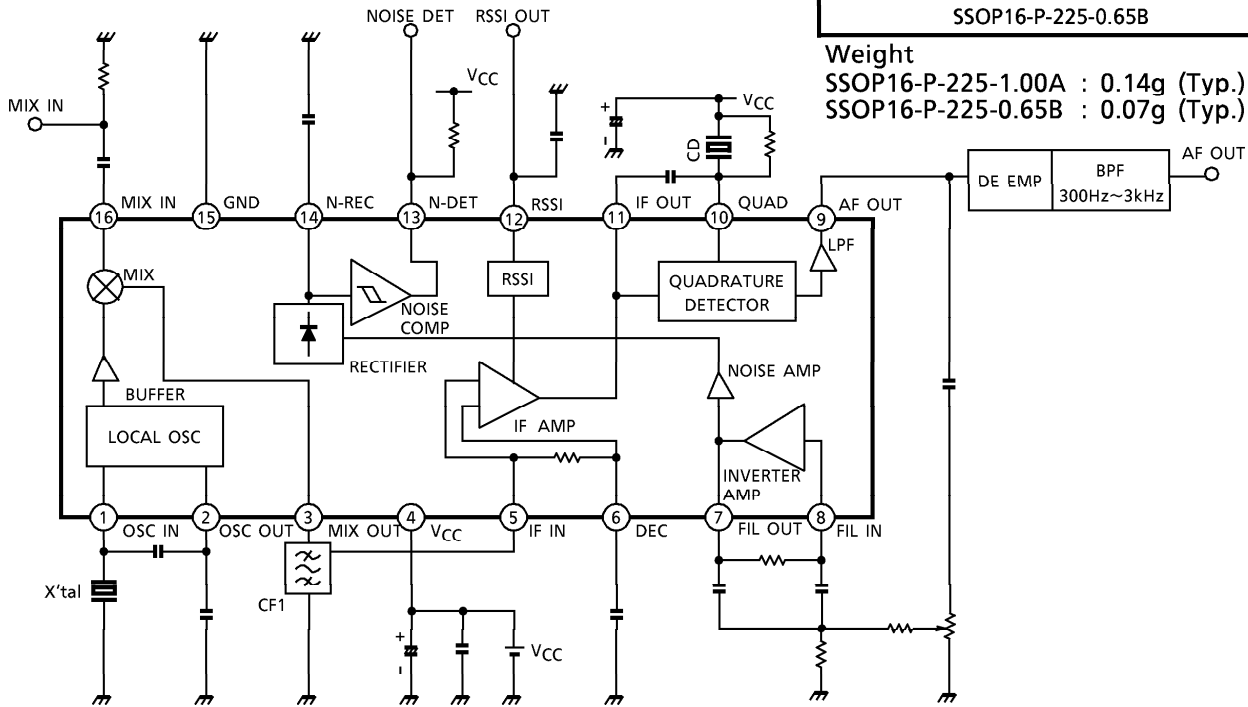 NOISE DET
RSSI OUT
SSOP16-P-225-0.65B
Weight
SSOP16-P-225-1.00A : 0.14g (Typ.)
SSOP16-P-225-0.65B : 0.07g (Typ.)
MIX IN
VCC
+
-
VCC
CD
DE EMP
BPF
300Hz~3kHz
AF OUT
16
MIX IN
15
GND
14
N-REC
13
N-DET
12
RSSI
11
IF OUT
10
QUAD
9
AF OUT
MIX
NOISE
COMP
RSSI
QUADRATURE
DETECTOR
LPF
RECTIFIER
BUFFER
LOCAL OSC
IF AMP
NOISE AMP
INVERTER
AMP
1
OSC IN
2
OSC OUT
3
MIX OUT
4
VCC
5
IF IN
6
DEC
7
FIL OUT
8
FIL IN
X'tal
CF1
+
-
VCC